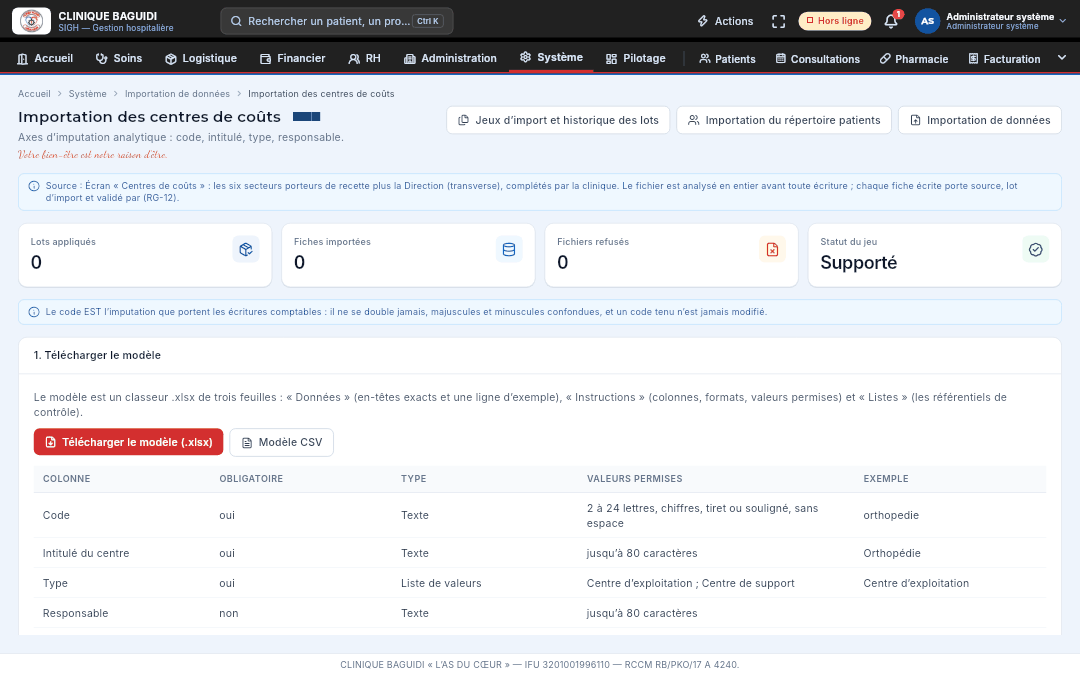 CLINIQUE BAGUIDI
SIGH — Gestion hospitalière
Rechercher un patient, un pro... Ctrl K
Actions
Hors ligne
1
AS
Administrateur système
Administrateur système
Accueil Soins Logistique Financier RH Administration Système Pilotage Patients Consultations Pharmacie Facturation
Accueil > Système > Importation de données > Importation des centres de coûts
Importation des centres de coûts
Axes d'imputation analytique : code, intitulé, type, responsable.
Votre bien-être est notre raison d'être.
Jeux d'import et historique des lots
Importation du répertoire patients
Importation de données
Source : Écran « Centres de coûts » : les six secteurs porteurs de recette plus la Direction (transverse), complétés par la clinique. Le fichier est analysé en entier avant toute écriture ; chaque fiche écrite porte source, lot
d'import et validé par (RG-12).
Lots appliqués
0
Fiches importées
0
Fichiers refusés
0
Statut du jeu
Supporté
Le code EST l'imputation que portent les écritures comptables : il ne se double jamais, majuscules et minuscules confondues, et un code tenu n'est jamais modifié.
1. Télécharger le modèle
Le modèle est un classeur .xlsx de trois feuilles : « Données » (en-têtes exacts et une ligne d'exemple), « Instructions » (colonnes, formats, valeurs permises) et « Listes » (les référentiels de
contrôle).
Télécharger le modèle (.xlsx)
Modèle CSV
COLONNE OBLIGATOIRE TYPE VALEURS PERMISES EXEMPLE
Code oui Texte 2 à 24 lettres, chiffres, tiret ou souligné, sans
espace orthopedie
Intitulé du centre oui Texte jusqu'à 80 caractères Orthopédie
Type oui Liste de valeurs Centre d'exploitation ; Centre de support Centre d'exploitation
Responsable non Texte jusqu'à 80 caractères
CLINIQUE BAGUIDI « L'AS DU CŒUR » — IFU 3201001996110 — RCCM RB/PKO/17 A 4240.